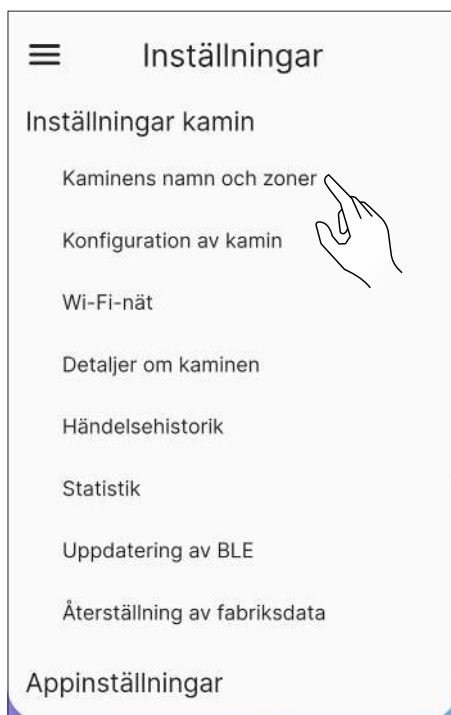 Inställningar
Inställningar kamin
Kaminens namn och zoner
Konfiguration av kamin
Wi-Fi-nät
Detaljer om kaminen
Händelsehistorik
Statistik
Uppdatering av BLE
Återställning av fabriksdata
Appinställningar